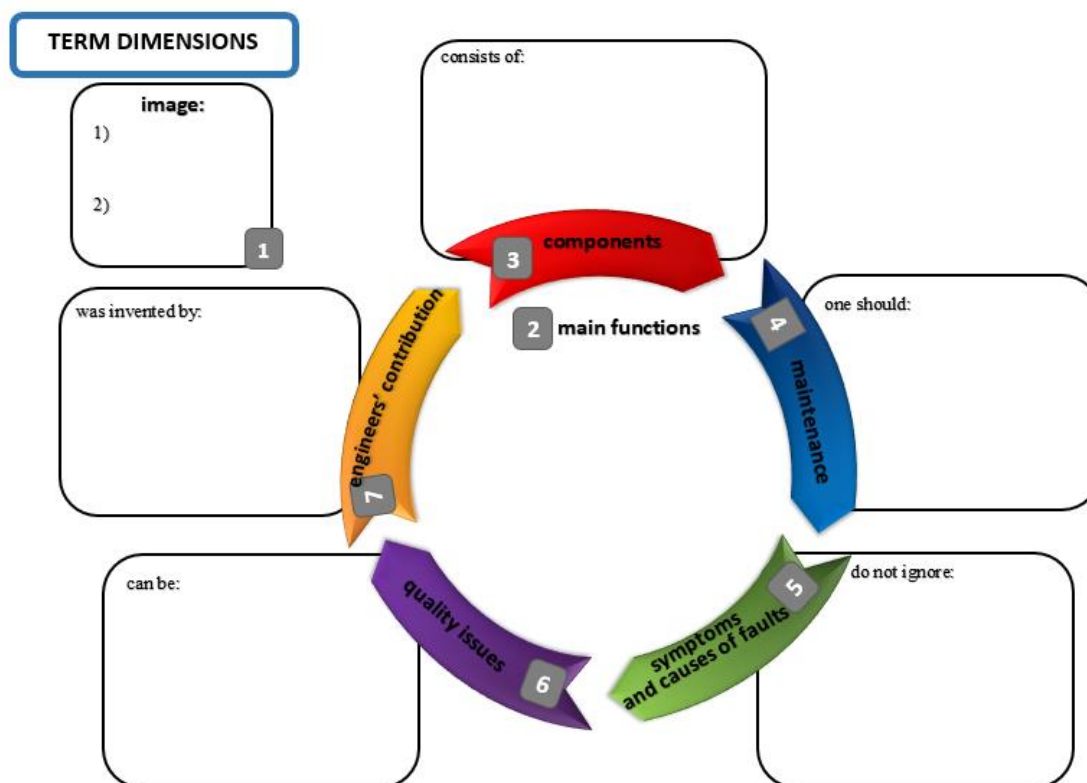 TERM DIMENSIONS
image:
1)
2)
1
2 main functions
consists of:
3 components
one should:
4 maintenance
do not ignore:
5 symptoms
and causes of faults
can be:
6 quality issues
was invented by:
7 engineers’ contribution